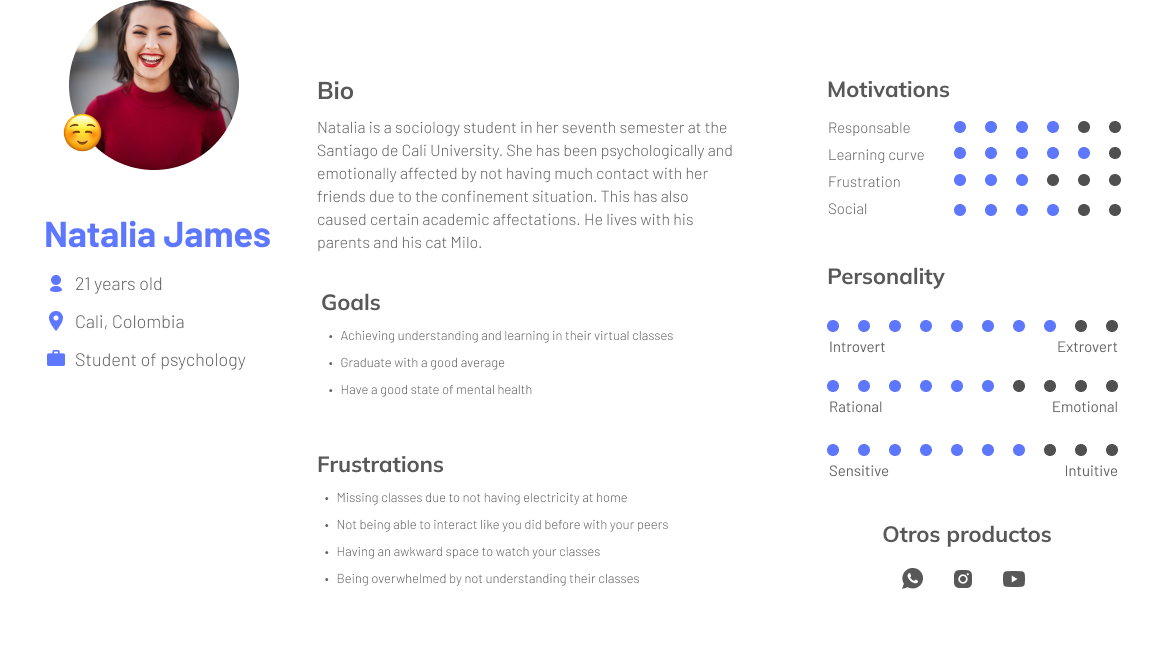 Natalia James
21 years old
Cali, Colombia
Student of psychology
Bio
Natalia is a sociology student in her seventh semester at the
Santiago de Cali University. She has been psychologically and
emotionally affected by not having much contact with her
friends due to the confinement situation. This has also
caused certain academic affectations. He lives with his
parents and his cat Milo.
Goals
• Achieving understanding and learning in their virtual classes
• Graduate with a good average
• Have a good state of mental health
Frustrations
• Missing classes due to not having electricity at home
• Not being able to interact like you did before with your peers
• Having an awkward space to watch your classes
• Being overwhelmed by not understanding their classes
Motivations
Responsable
Learning curve
Frustration
Social
Personality
Introvert Extrovert
Rational Emotional
Sensitive Intuitive
Otros productos